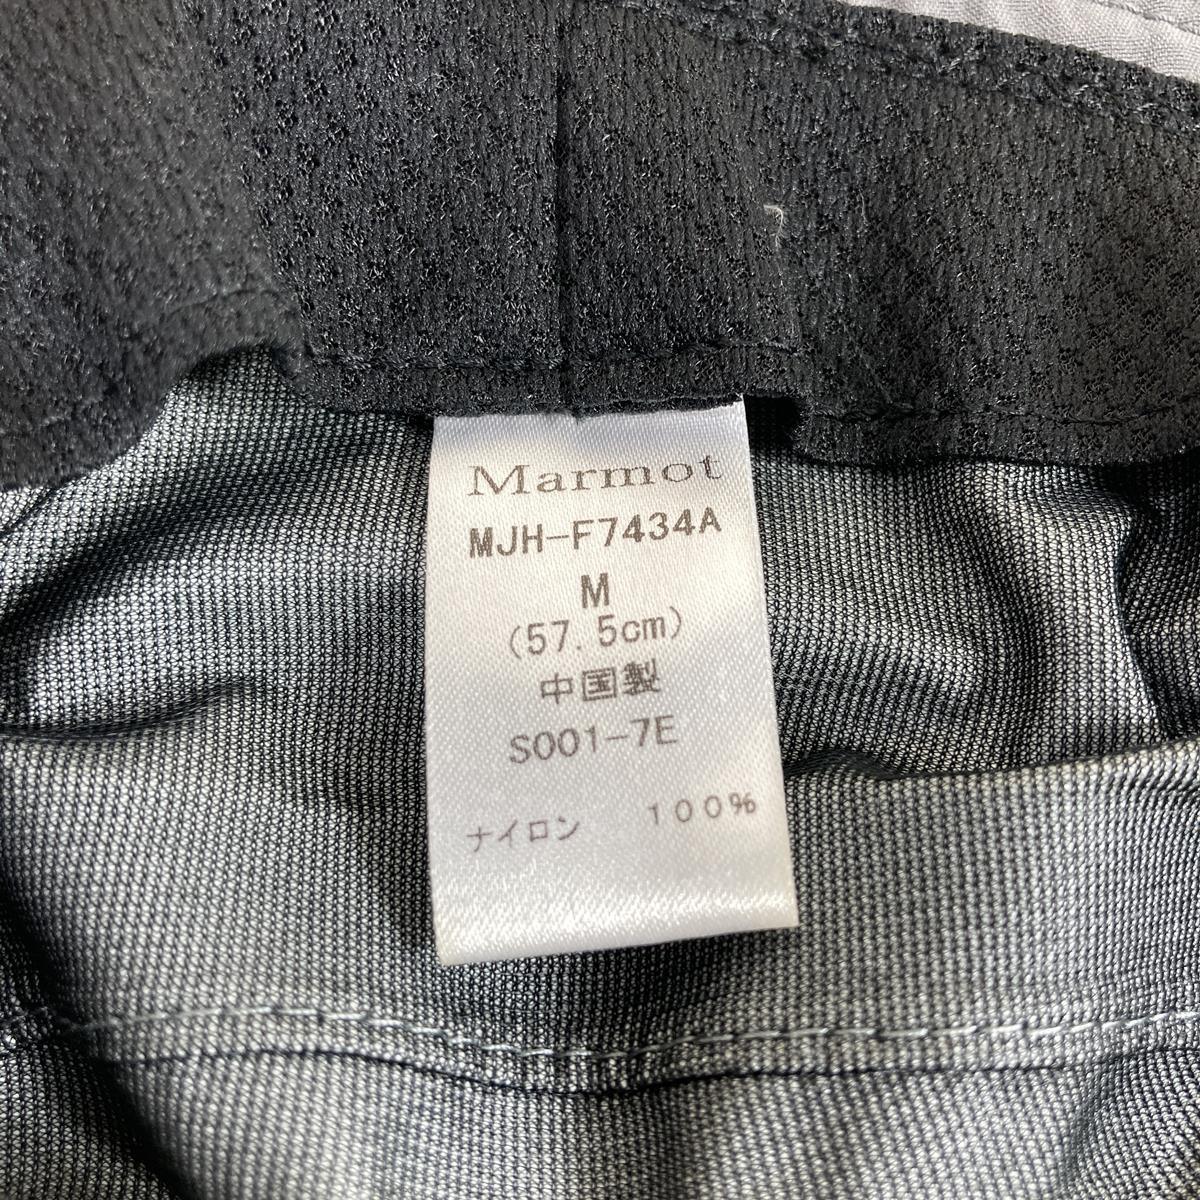 Marmot
MJH-F7434A
M
(57.5cm)
中国製
S001-7E
ナイロン 100%